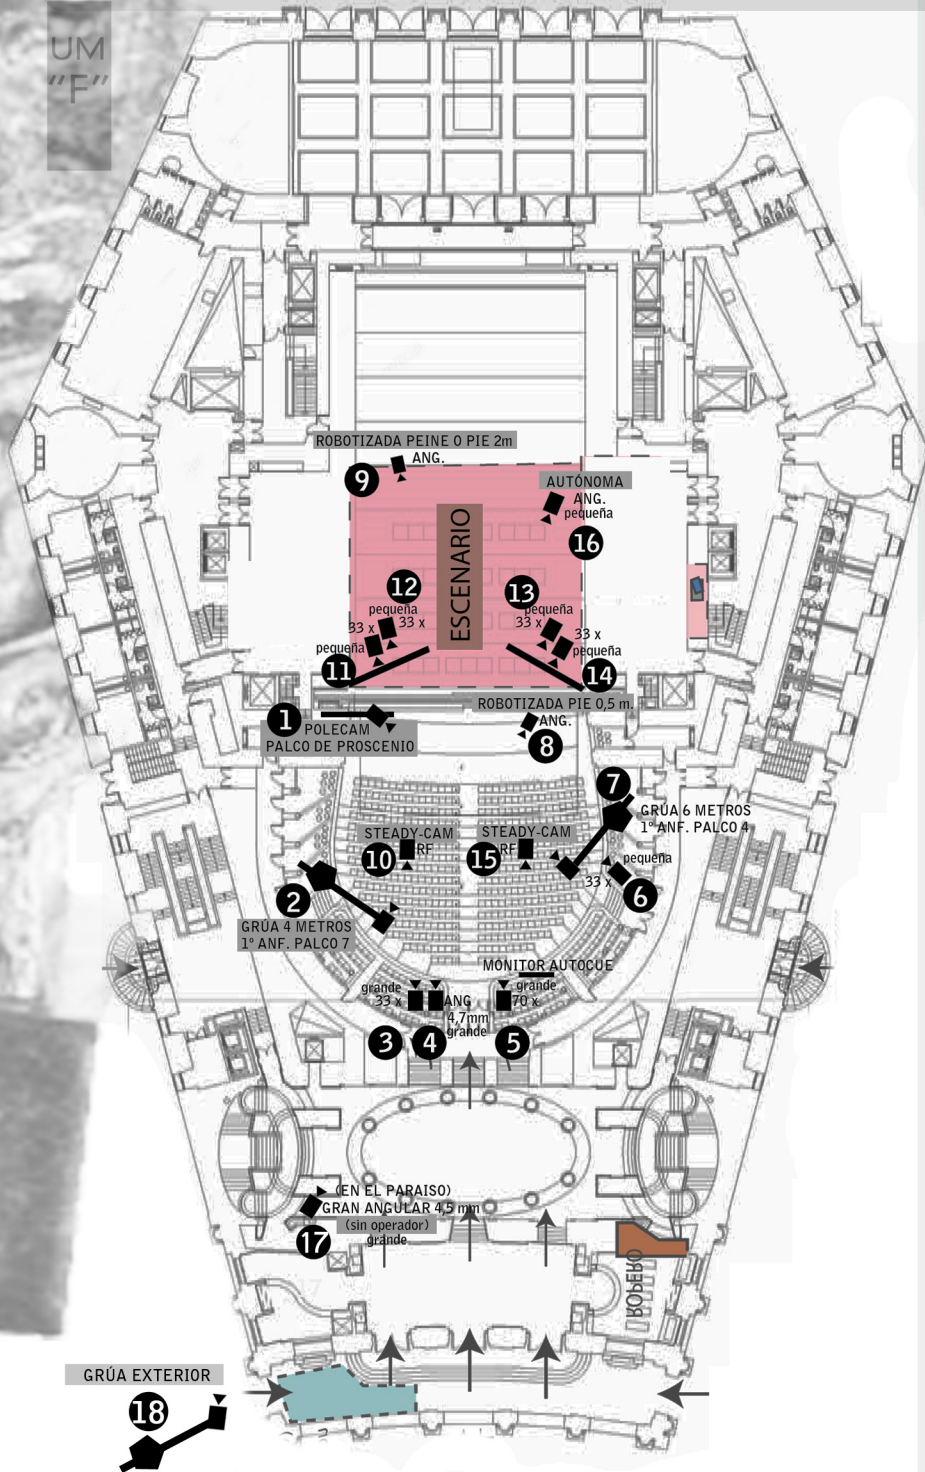 UM
"F"
ROBOTIZADA PEINE O PIE 2m
ANG.
9
AUTÓNOMA
ANG.
pequeña
16
ESCENARIO
12
pequeña
33 x
33 x
pequeña
11
13
pequeña
33 x
33 x
pequeña
14
1
POLECAM
PALCO DE PROSCENIO
ROBOTIZADA PIE 0,5 m.
ANG.
8
7
GRÚA 6 METROS
1º ANF. PALCO 4
STEADY-CAM
RF
10
STEADY-CAM
RF
15
pequeña
33 x
6
2
GRÚA 4 METROS
1º ANF. PALCO 7
MONITOR AUTOCUE
grande
33 x
ANG
4,7mm
grande
grande
70 x
3
4
5
(EN EL PARAISO)
GRAN ANGULAR 4,5 mm
(sin operador)
grande
17
ROPERO
GRÚA EXTERIOR
18